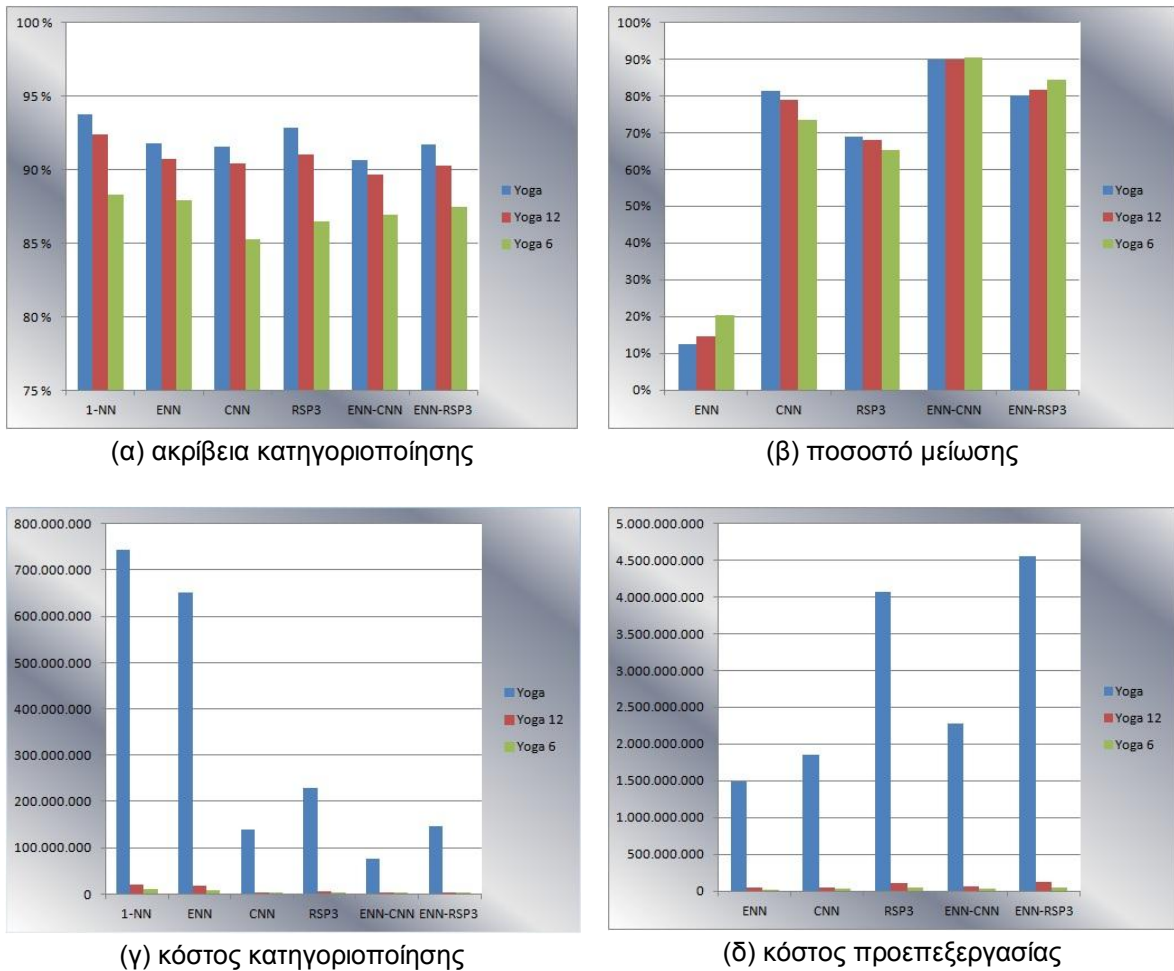 100 %
95 %
90 %
85 %
80 %
75 %
1-NN ENN CNN RSP3 ENN-CNN ENN-RSP3
Yoga
Yoga 12
Yoga 6
(α) ακρίβεια κατηγοριοποίησης
100%
90%
80%
70%
60%
50%
40%
30%
20%
10%
0%
ENN CNN RSP3 ENN-CNN ENN-RSP3
Yoga
Yoga 12
Yoga 6
(β) ποσοστό μείωσης
800.000.000
700.000.000
600.000.000
500.000.000
400.000.000
300.000.000
200.000.000
100.000.000
0
1-NN ENN CNN RSP3 ENN-CNN ENN-RSP3
Yoga
Yoga 12
Yoga 6
(γ) κόστος κατηγοριοποίησης
5.000.000.000
4.500.000.000
4.000.000.000
3.500.000.000
3.000.000.000
2.500.000.000
2.000.000.000
1.500.000.000
1.000.000.000
500.000.000
0
ENN CNN RSP3 ENN-CNN ENN-RSP3
Yoga
Yoga 12
Yoga 6
(δ) κόστος προεπεξεργασίας